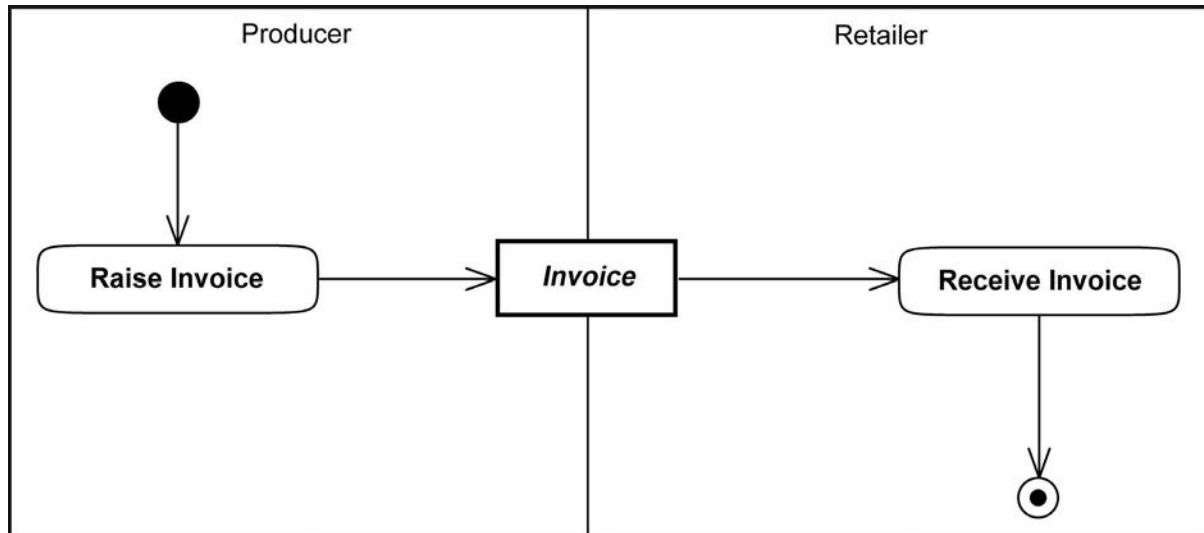 Producer
Retailer
Raise Invoice
Invoice
Receive Invoice